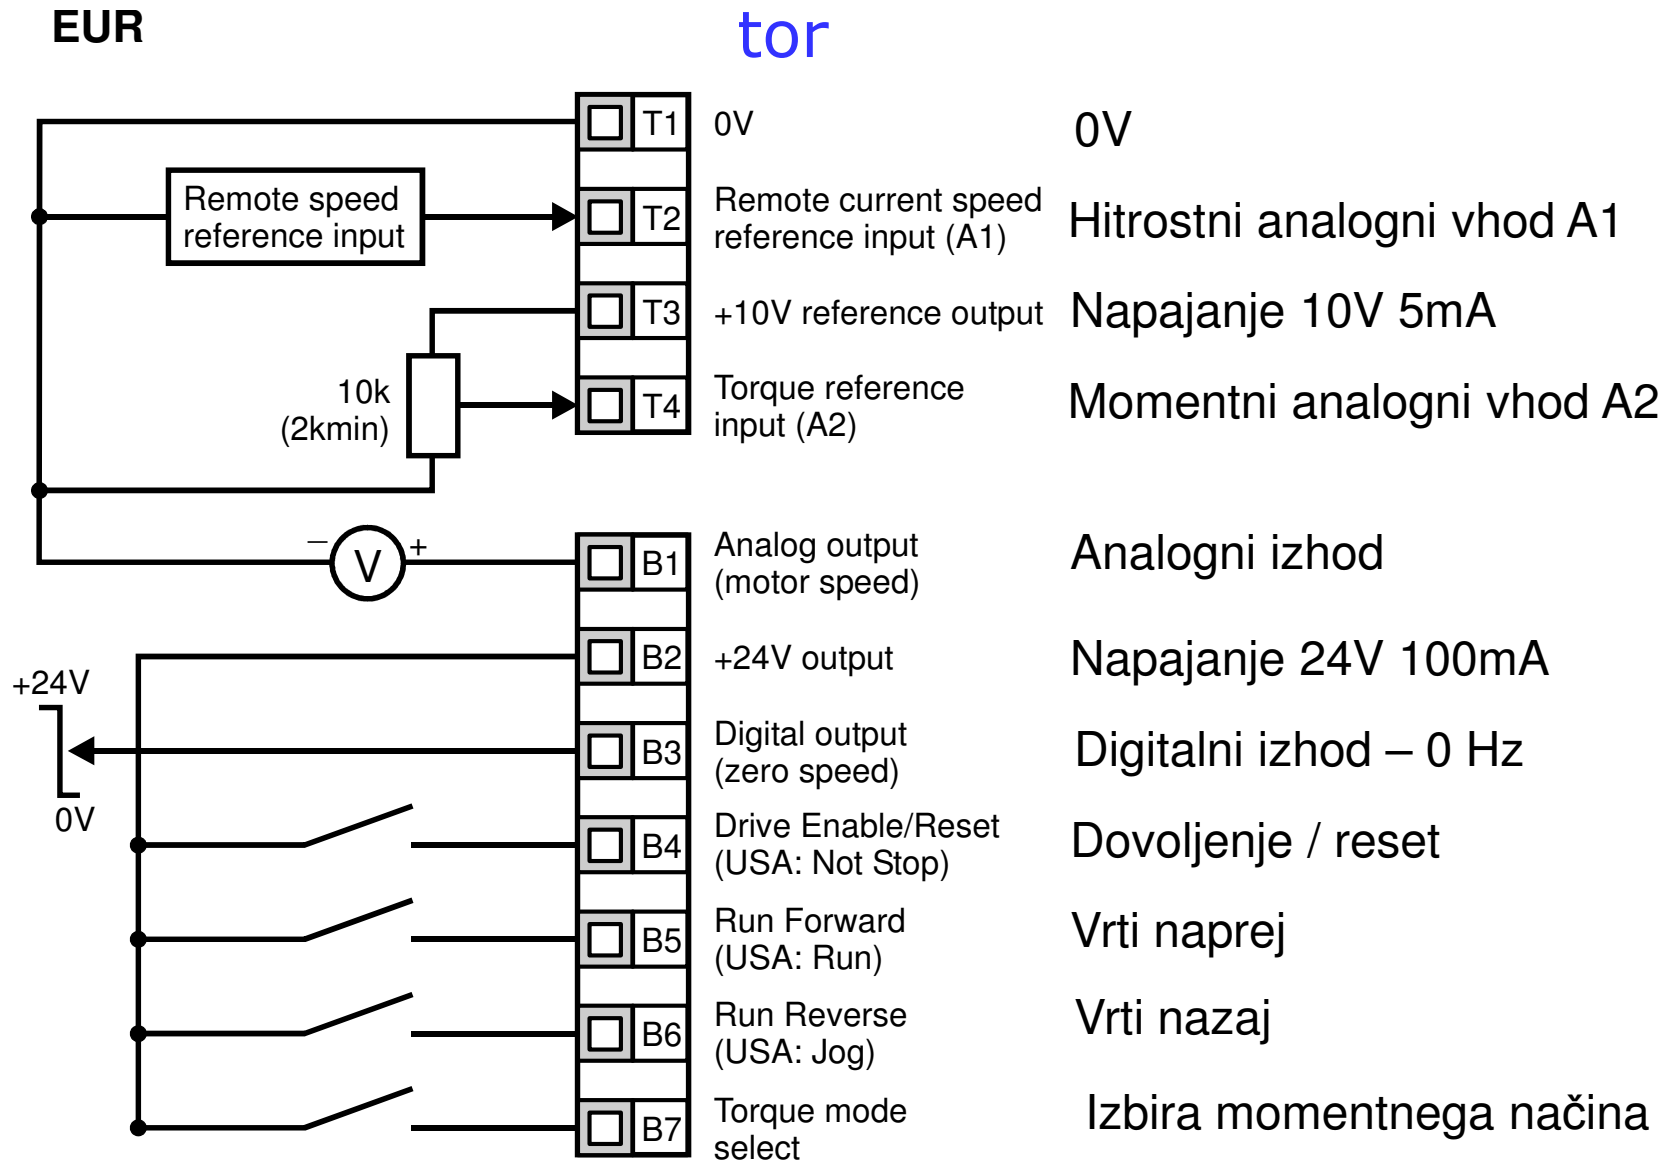 EUR
tor
T1
0V
0V
Remote speed
reference input
T2
Remote current speed
reference input (A1)
Hitrostni analogni vhod A1
T3
+10V reference output
Napajanje 10V 5mA
10k
(2kmin)
T4
Torque reference
input (A2)
Momentni analogni vhod A2
– V +
B1
Analog output
(motor speed)
Analogni izhod
B2
+24V output
Napajanje 24V 100mA
+24V
0V
B3
Digital output
(zero speed)
Digitalni izhod – 0 Hz
B4
Drive Enable/Reset
(USA: Not Stop)
Dovoljenje / reset
B5
Run Forward
(USA: Run)
Vrti naprej
B6
Run Reverse
(USA: Jog)
Vrti nazaj
B7
Torque mode
select
Izbira momentnega načina